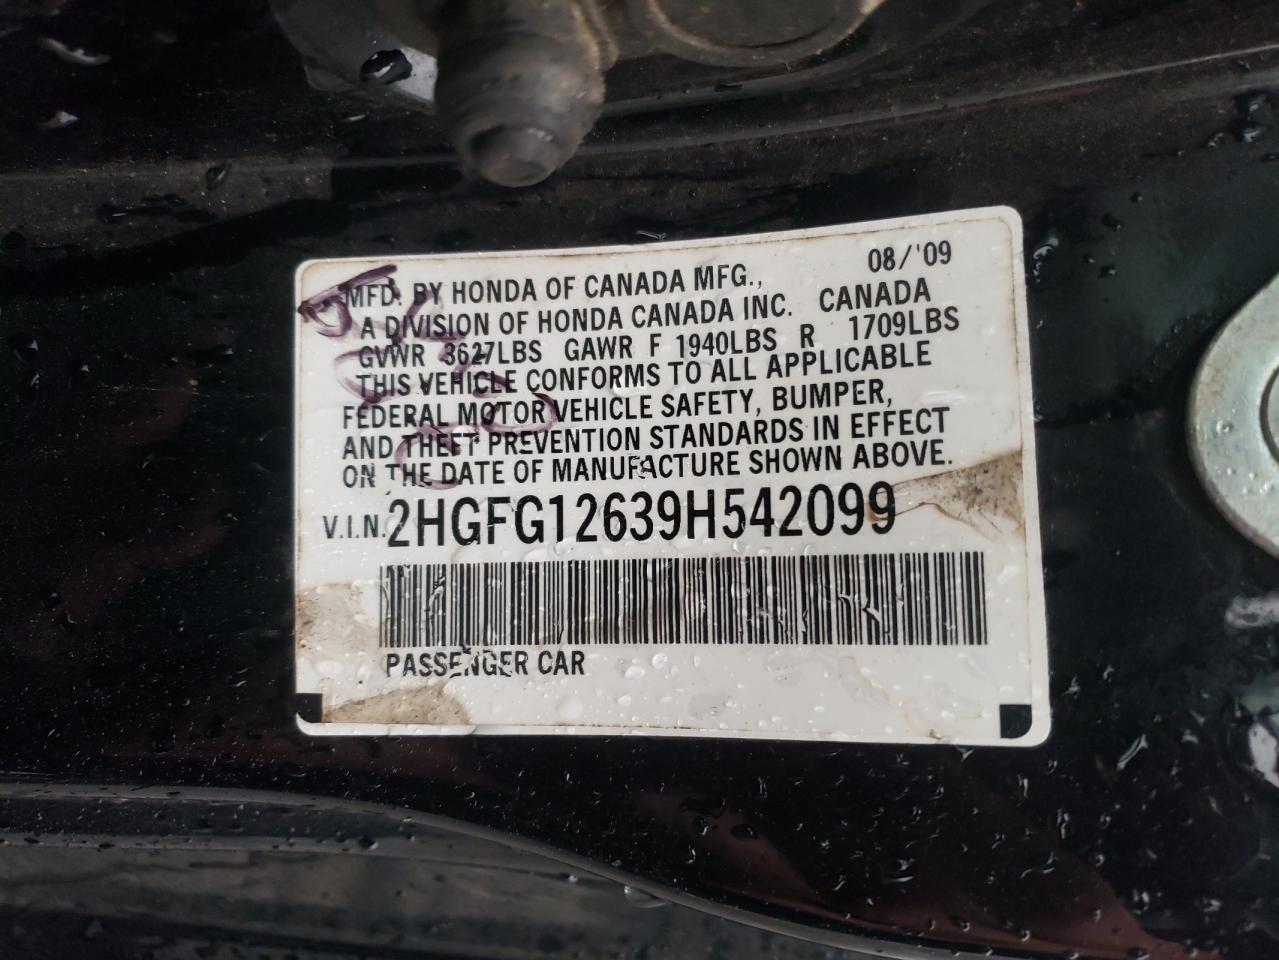 08/'09
MFD. BY HONDA OF CANADA MFG.,
A DIVISION OF HONDA CANADA INC. CANADA
GVWR 3627LBS GAWR F 1940LBS R 1709LBS
THIS VEHICLE CONFORMS TO ALL APPLICABLE
FEDERAL MOTOR VEHICLE SAFETY, BUMPER,
AND THEFT PREVENTION STANDARDS IN EFFECT
ON THE DATE OF MANUFACTURE SHOWN ABOVE.
V.I.N. 2HGFG12639H542099
PASSENGER CAR